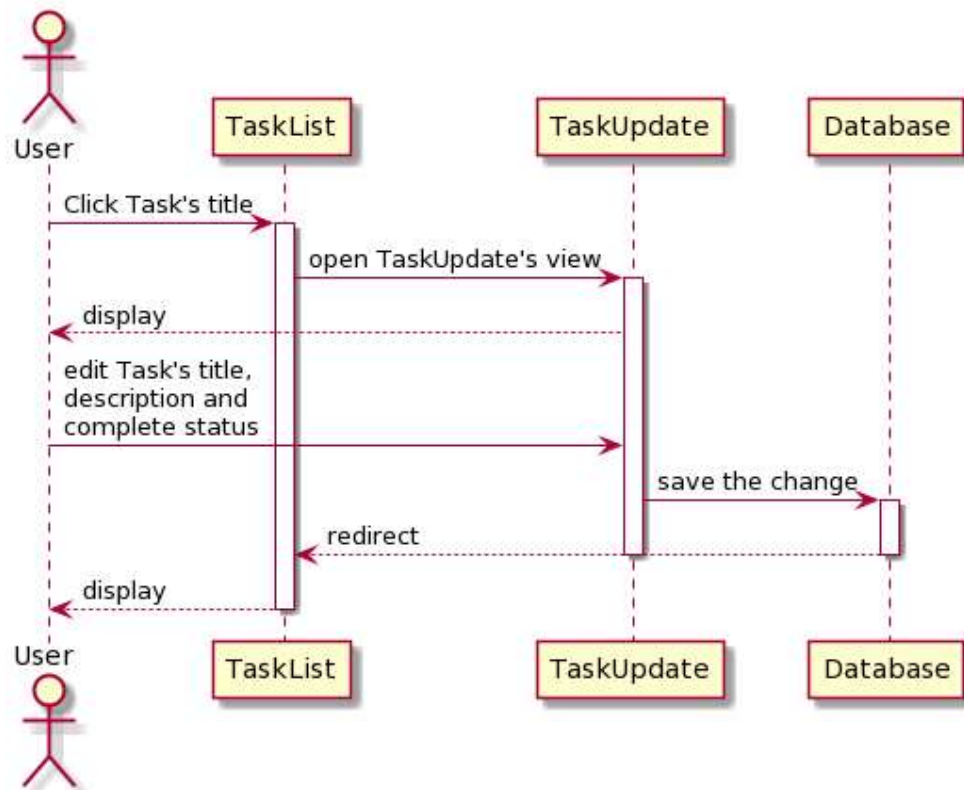 User
TaskList
TaskUpdate
Database
Click Task's title
open TaskUpdate's view
display
edit Task's title,
description and
complete status
save the change
redirect
display
User
TaskList
TaskUpdate
Database